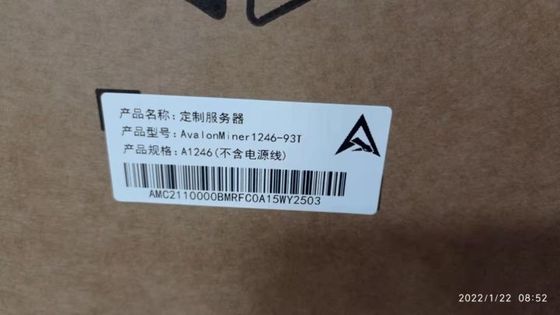 产品名称: 定制服务器
产品型号: AvalonMiner1246-93T
产品规格: A1246(不含电源线)
AMC2110000BMRFC0A15WY2503
2022/1/22 08:52